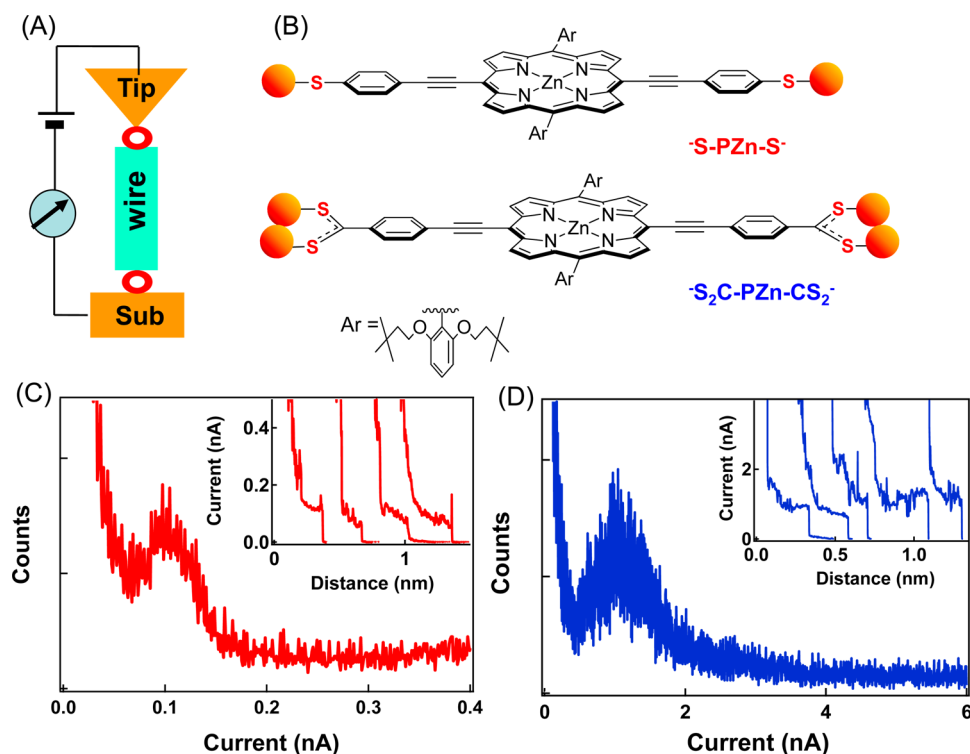 (A)
Tip
wire
Sub
(B)
Ar
S
N
N
Zn
N
N
S
Ar
⁻S-PZn-S⁻
Ar
S
S
N
N
Zn
N
N
S
S
Ar
⁻S₂C-PZn-CS₂⁻
Ar =
O
O
(C)
Counts
0.0
0.1
0.2
0.3
0.4
Current (nA)
Current (nA)
0.4
0.2
0.0
0
1
Distance (nm)
(D)
Counts
0
2
4
6
Current (nA)
Current (nA)
2
0
0.0
0.5
1.0
Distance (nm)